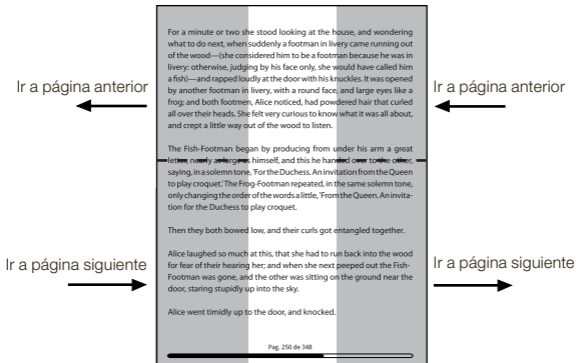 For a minute or two she stood looking at the house, and wondering
what to do next, when suddenly a footman in livery came running out
of the wood—(she considered him to be a footman because he was in
livery: otherwise, judging by his face only, she would have called him
a fish)—and rapped loudly at the door with his knuckles. It was opened
by another footman in livery, with a round face, and large eyes like a
frog; and both footmen, Alice noticed, had powdered hair that curled
all over their heads. She felt very curious to know what it was all about,
and crept a little way out of the wood to listen.
Ir a página anterior
Ir a página anterior
The Fish-Footman began by producing from under his arm a great
letter, nearly as large as himself, and this he handed over to the other,
saying, in a solemn tone, 'For the Duchess. An invitation from the Queen
to play croquet.' The Frog-Footman repeated, in the same solemn tone,
only changing the order of the words a little, 'From the Queen. An invita-
tion for the Duchess to play croquet.
Then they both bowed low, and their curls got entangled together.
Alice laughed so much at this, that she had to run back into the wood
for fear of their hearing her; and when she next peeped out the Fish-
Footman was gone, and the other was sitting on the ground near the
door, staring stupidly up into the sky.
Ir a página siguiente
Ir a página siguiente
Alice went timidly up to the door, and knocked.
Pag. 250 de 348